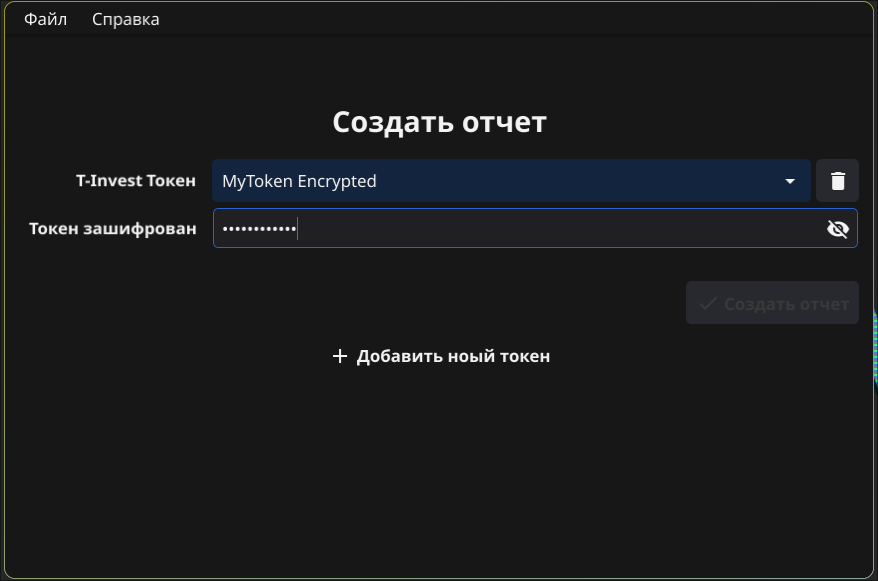 Файл Справка
Создать отчет
T-Invest Токен MyToken Encrypted
Токен зашифрован ••••••••••••
Создать отчет
Добавить ноый токен